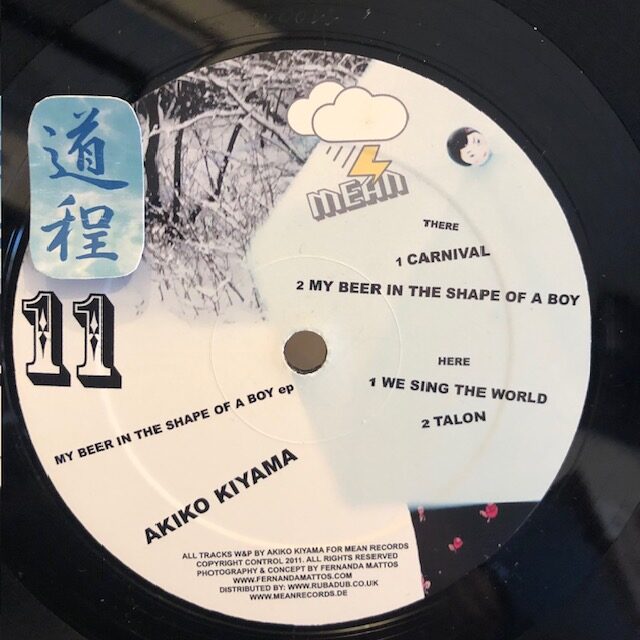 道程
11
MEAN
THERE
1 CARNIVAL
2 MY BEER IN THE SHAPE OF A BOY
HERE
1 WE SING THE WORLD
2 TALON
MY BEER IN THE SHAPE OF A BOY ep
AKIKO KIYAMA
ALL TRACKS W&P BY AKIKO KIYAMA FOR MEAN RECORDS
COPYRIGHT CONTROL 2011. ALL RIGHTS RESERVED
PHOTOGRAPHY & CONCEPT BY FERNANDA MATTOS
WWW.FERNANDAMATTOS.COM
DISTRIBUTED BY: WWW.RUBADUB.CO.UK
WWW.MEANRECORDS.DE